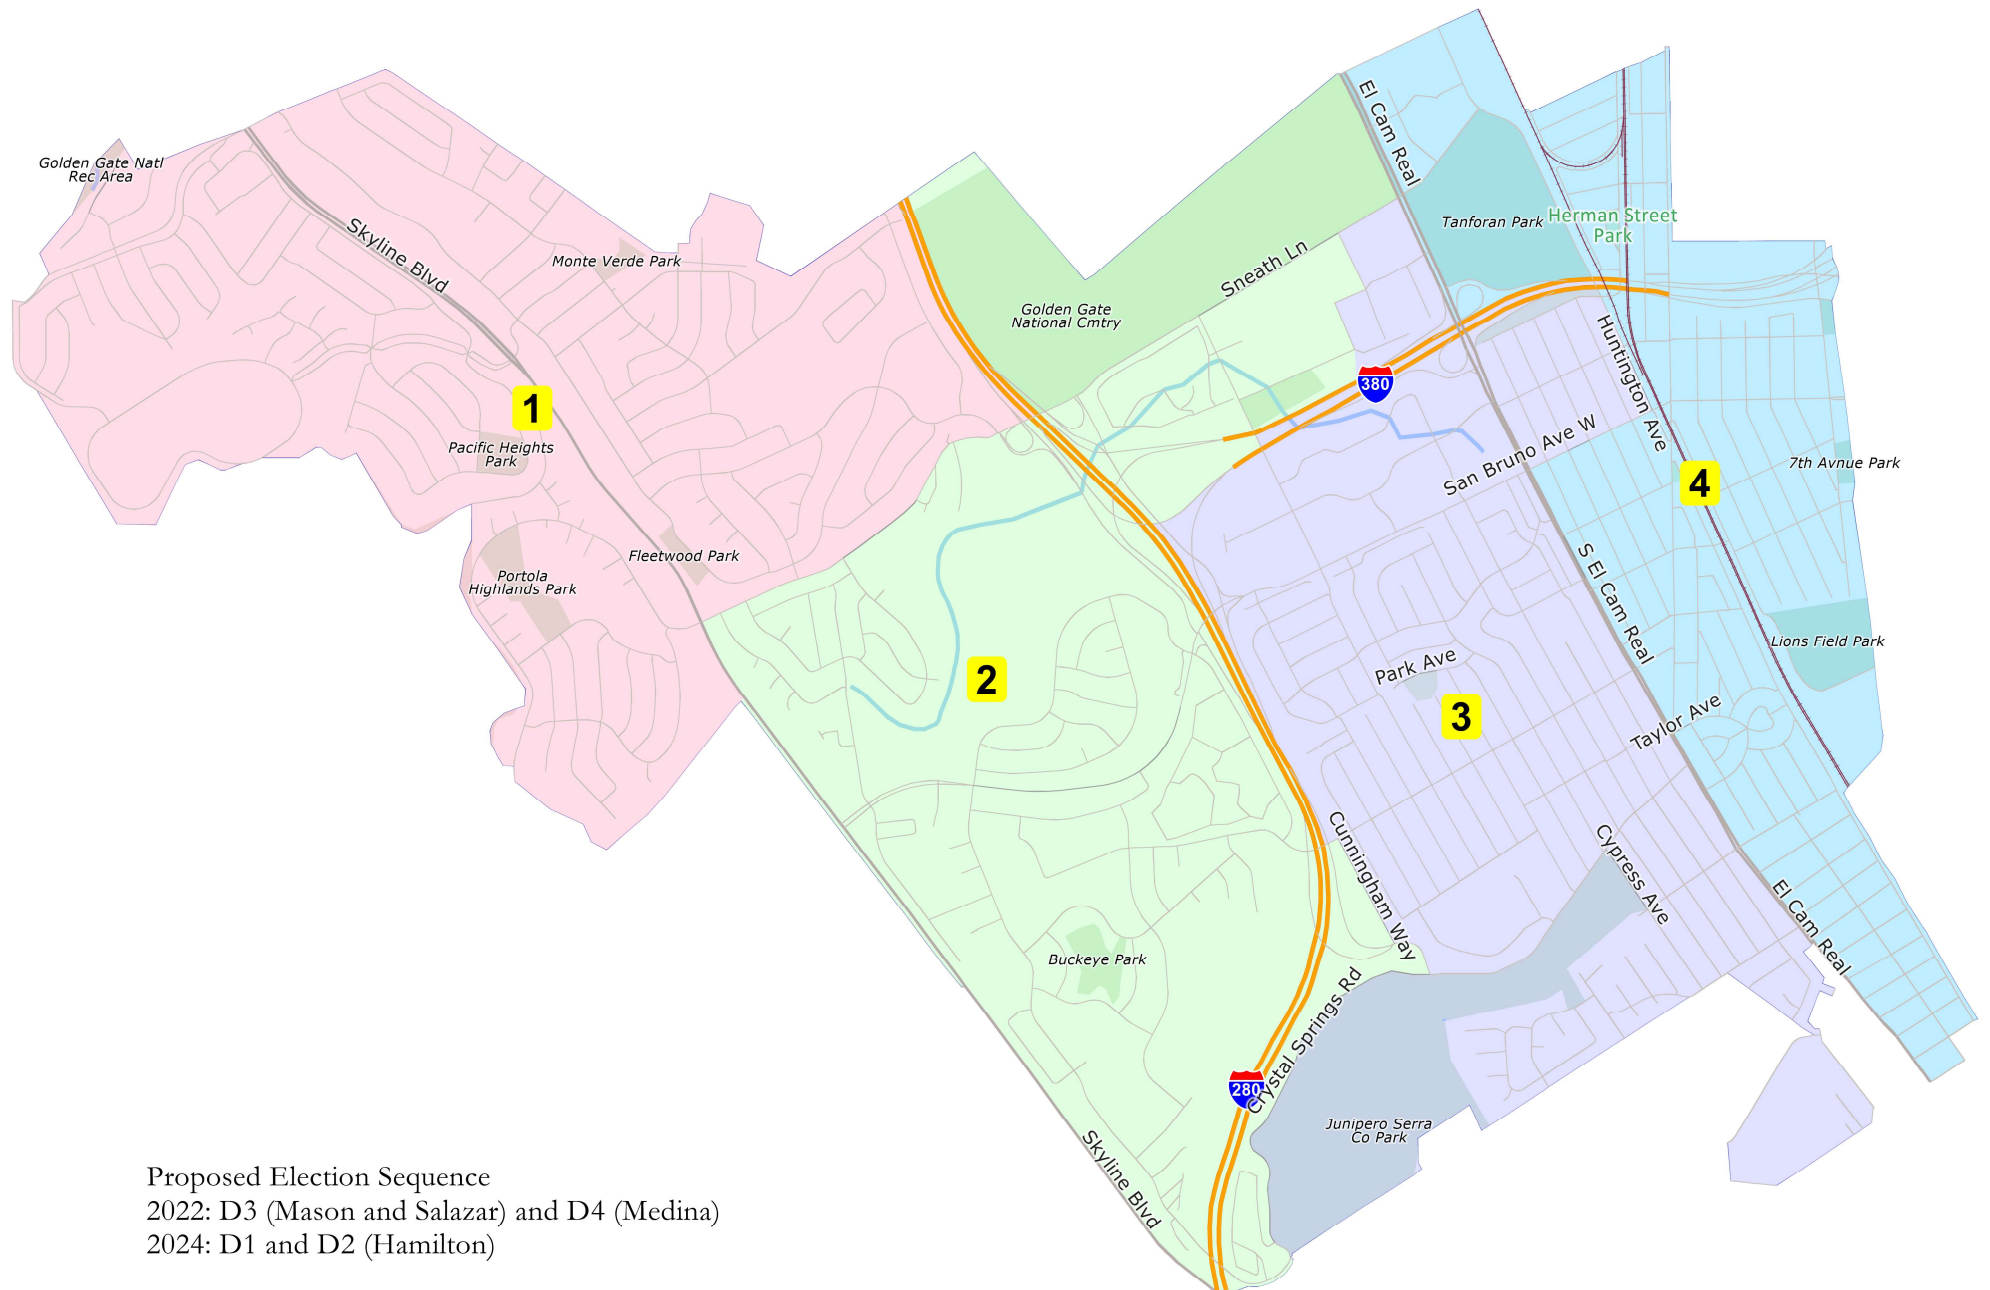 El Cam Real
Golden Gate Natl
Rec Area
Skyline Blvd
Monte Verde Park
Tanforan Park
Herman Street
Park
Sneath Ln
Golden Gate
National Cmtry
380
Huntington Ave
1
Pacific Heights
Park
San Bruno Ave W
4
7th Avnue Park
Fleetwood Park
Portola
Highlands Park
S El Cam Real
Lions Field Park
2
Park Ave
3
Taylor Ave
Cunningham Way
Cypress Ave
El Cam Real
Buckeye Park
Crystal Springs Rd
280
Junipero Serra
Co Park
Skyline Blvd
Proposed Election Sequence
2022: D3 (Mason and Salazar) and D4 (Medina)
2024: D1 and D2 (Hamilton)